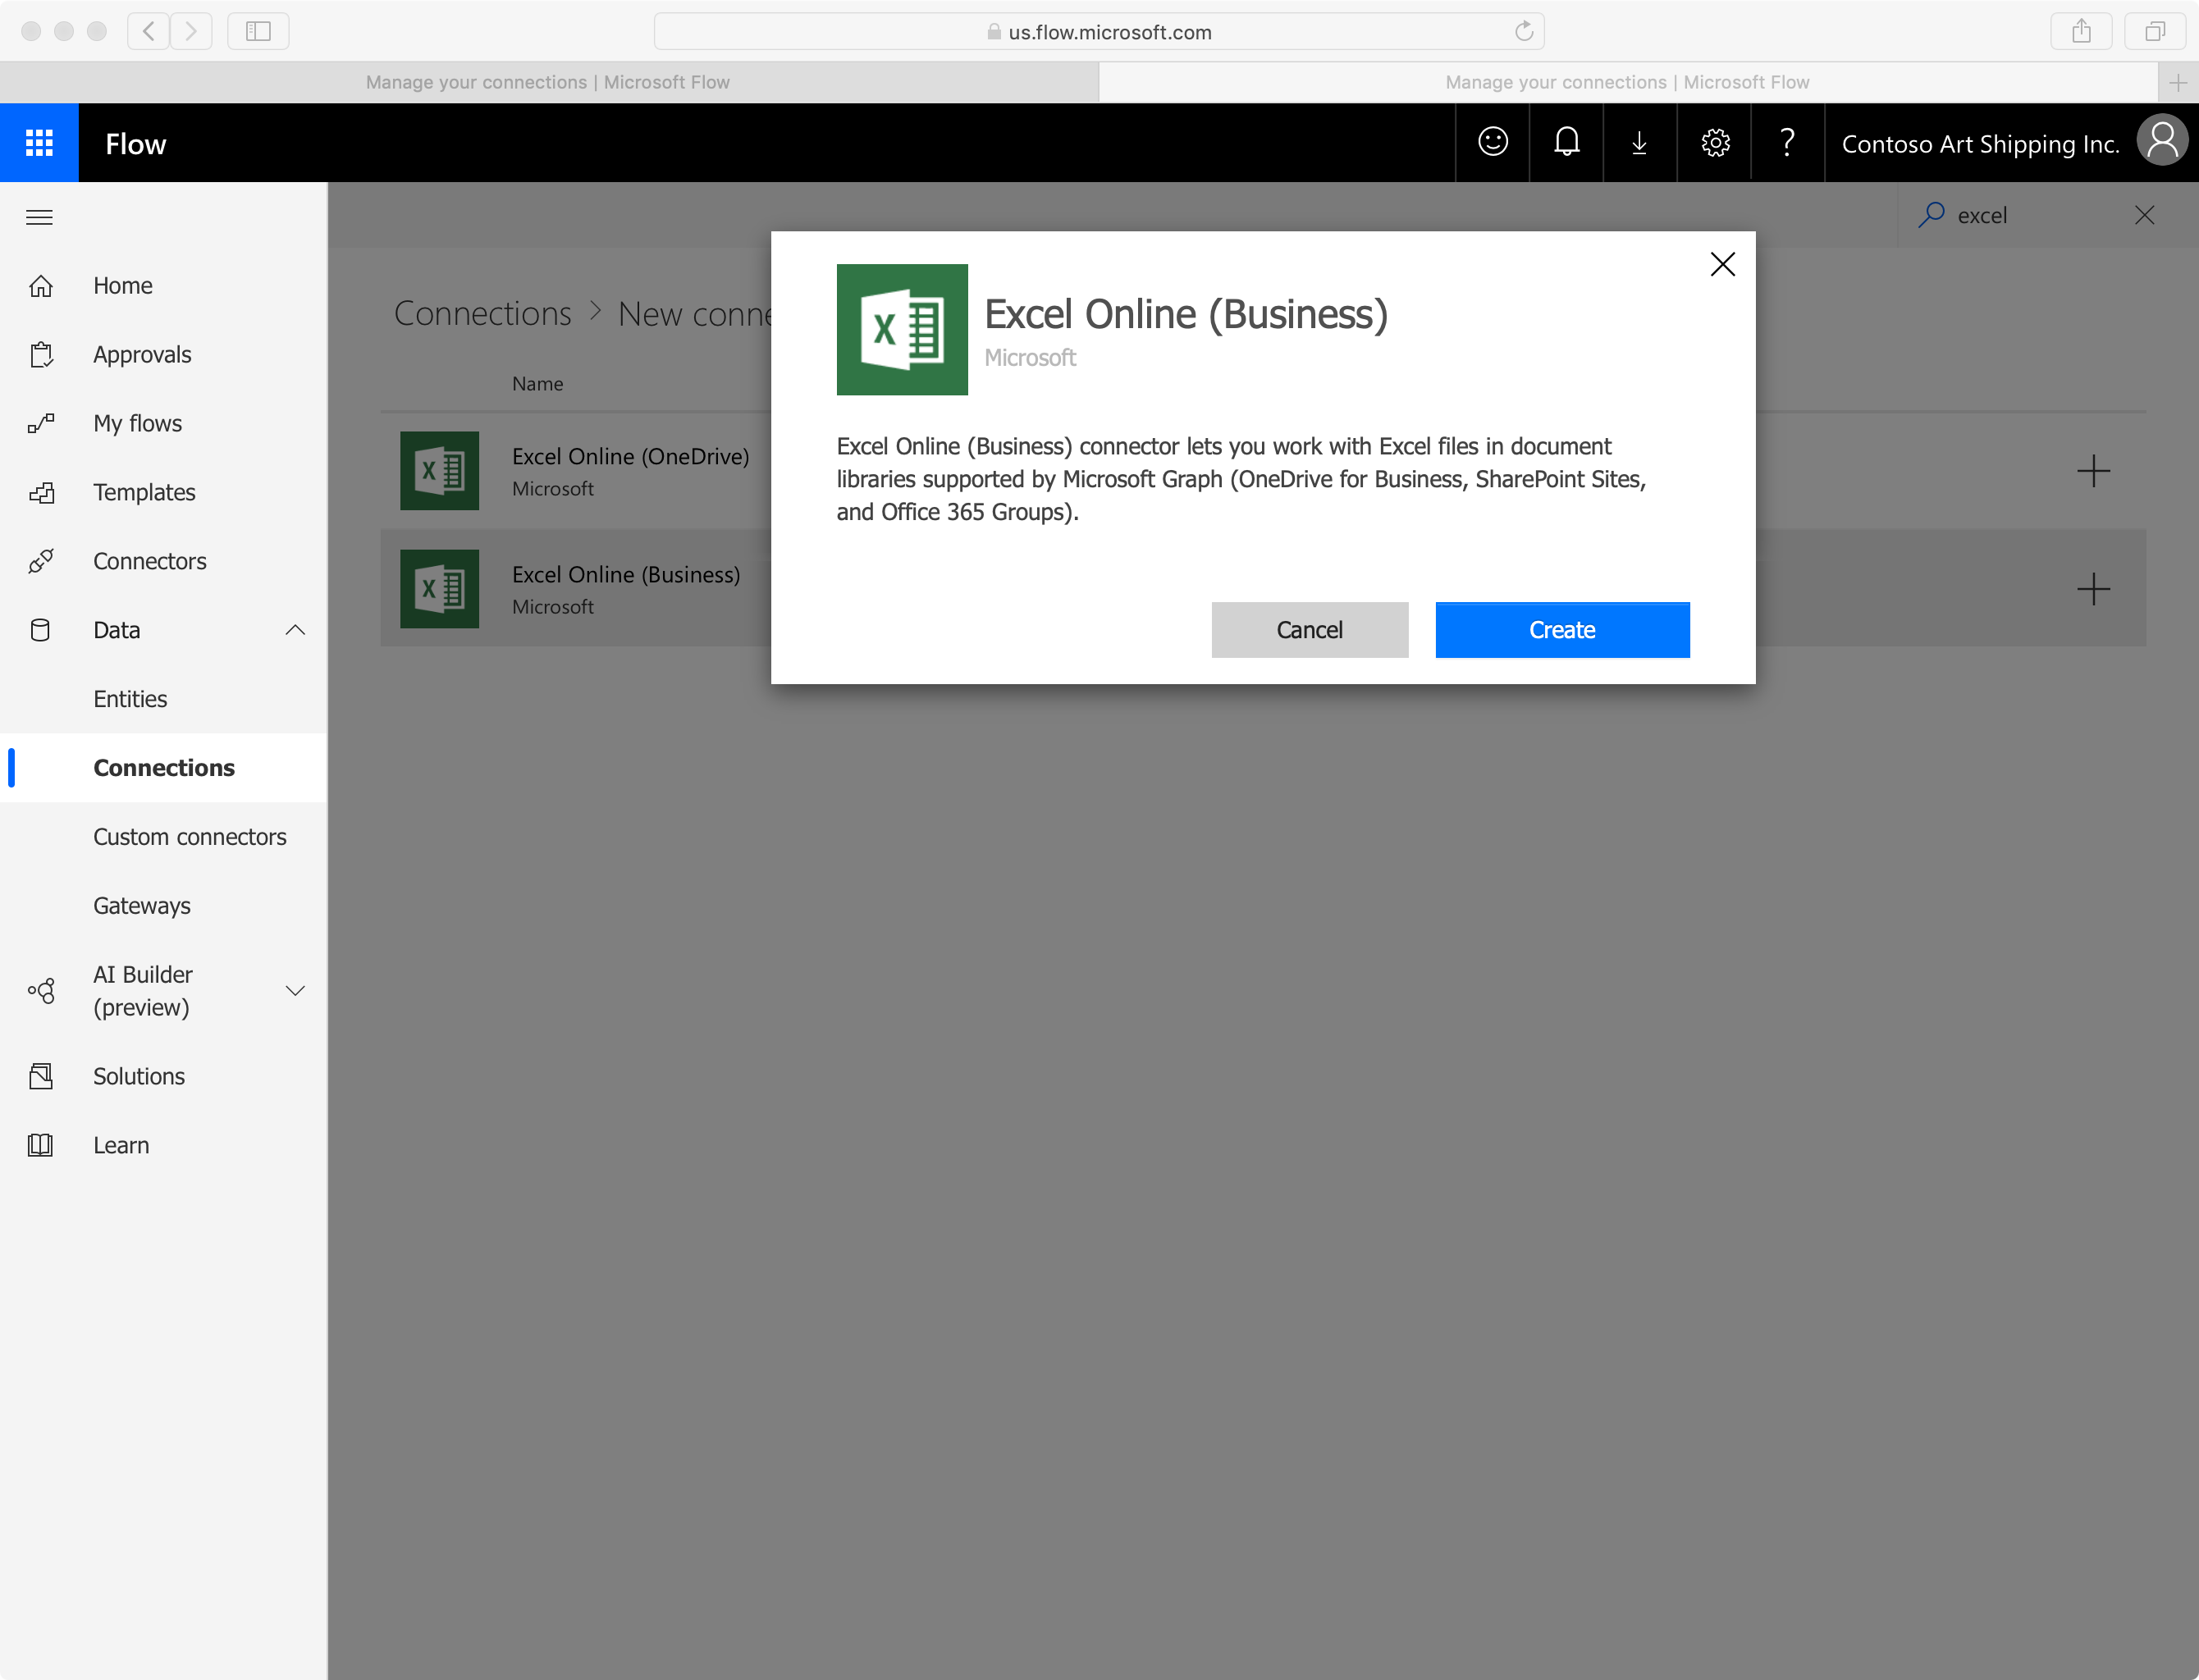 us.flow.microsoft.com
Manage your connections | Microsoft Flow
Manage your connections | Microsoft Flow
Flow
?
Contoso Art Shipping Inc.
excel
Home
Approvals
My flows
Templates
Connectors
Data
Entities
Connections
Custom connectors
Gateways
AI Builder
(preview)
Solutions
Learn
Connections > New conne
Name
Excel Online (OneDrive)
Microsoft
Excel Online (Business)
Microsoft
Excel Online (Business)
Microsoft
Excel Online (Business) connector lets you work with Excel files in document
libraries supported by Microsoft Graph (OneDrive for Business, SharePoint Sites,
and Office 365 Groups).
Cancel
Create